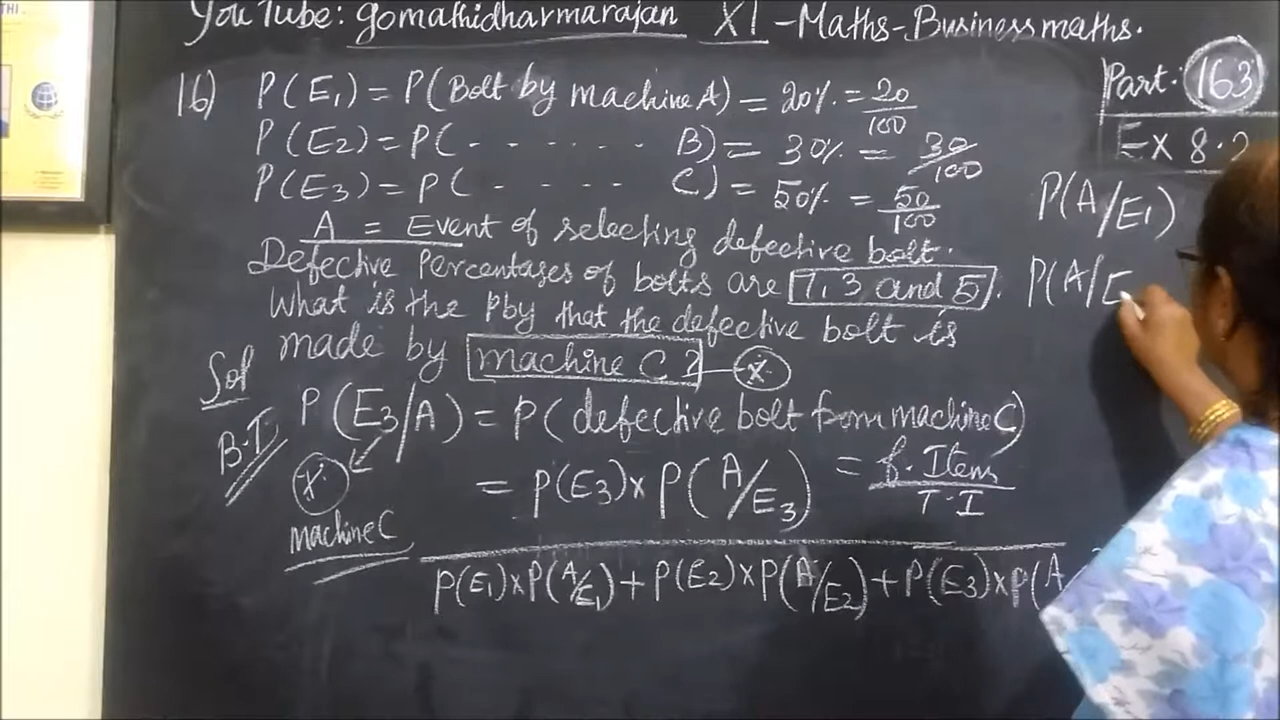 YouTube: gomathidharmarajan XI-Maths-Business maths.
Part: 163
Ex 8.2
16) P(E1) = P(Bolt by machine A) = 20% = 20/100
P(E2) = P( - - - - - - - B) = 30% = 30/100
P(E3) = P( - - - - - C) = 50% = 50/100
A = Event of selecting defective bolt.
Defective Percentages of bolts are 7, 3 and 5.
What is the pby that the defective bolt is
made by machine C ? x
Sol
B.T.
P(E3/A) = P( defective bolt from machine C)
x
machine C
= P(E3) x P(A/E3) = f. Item / T.I
P(E1) x P(A/E1) + P(E2) x P(A/E2) + P(E3) x P(A
P(A/E1)
P(A/E